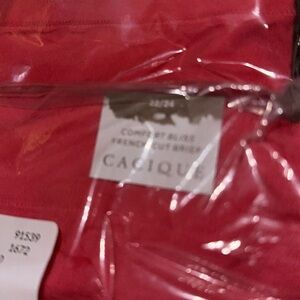 22/24
COMFORT BLISS
FRENCH CUT BRIEF
CACIQUE
91539
1672